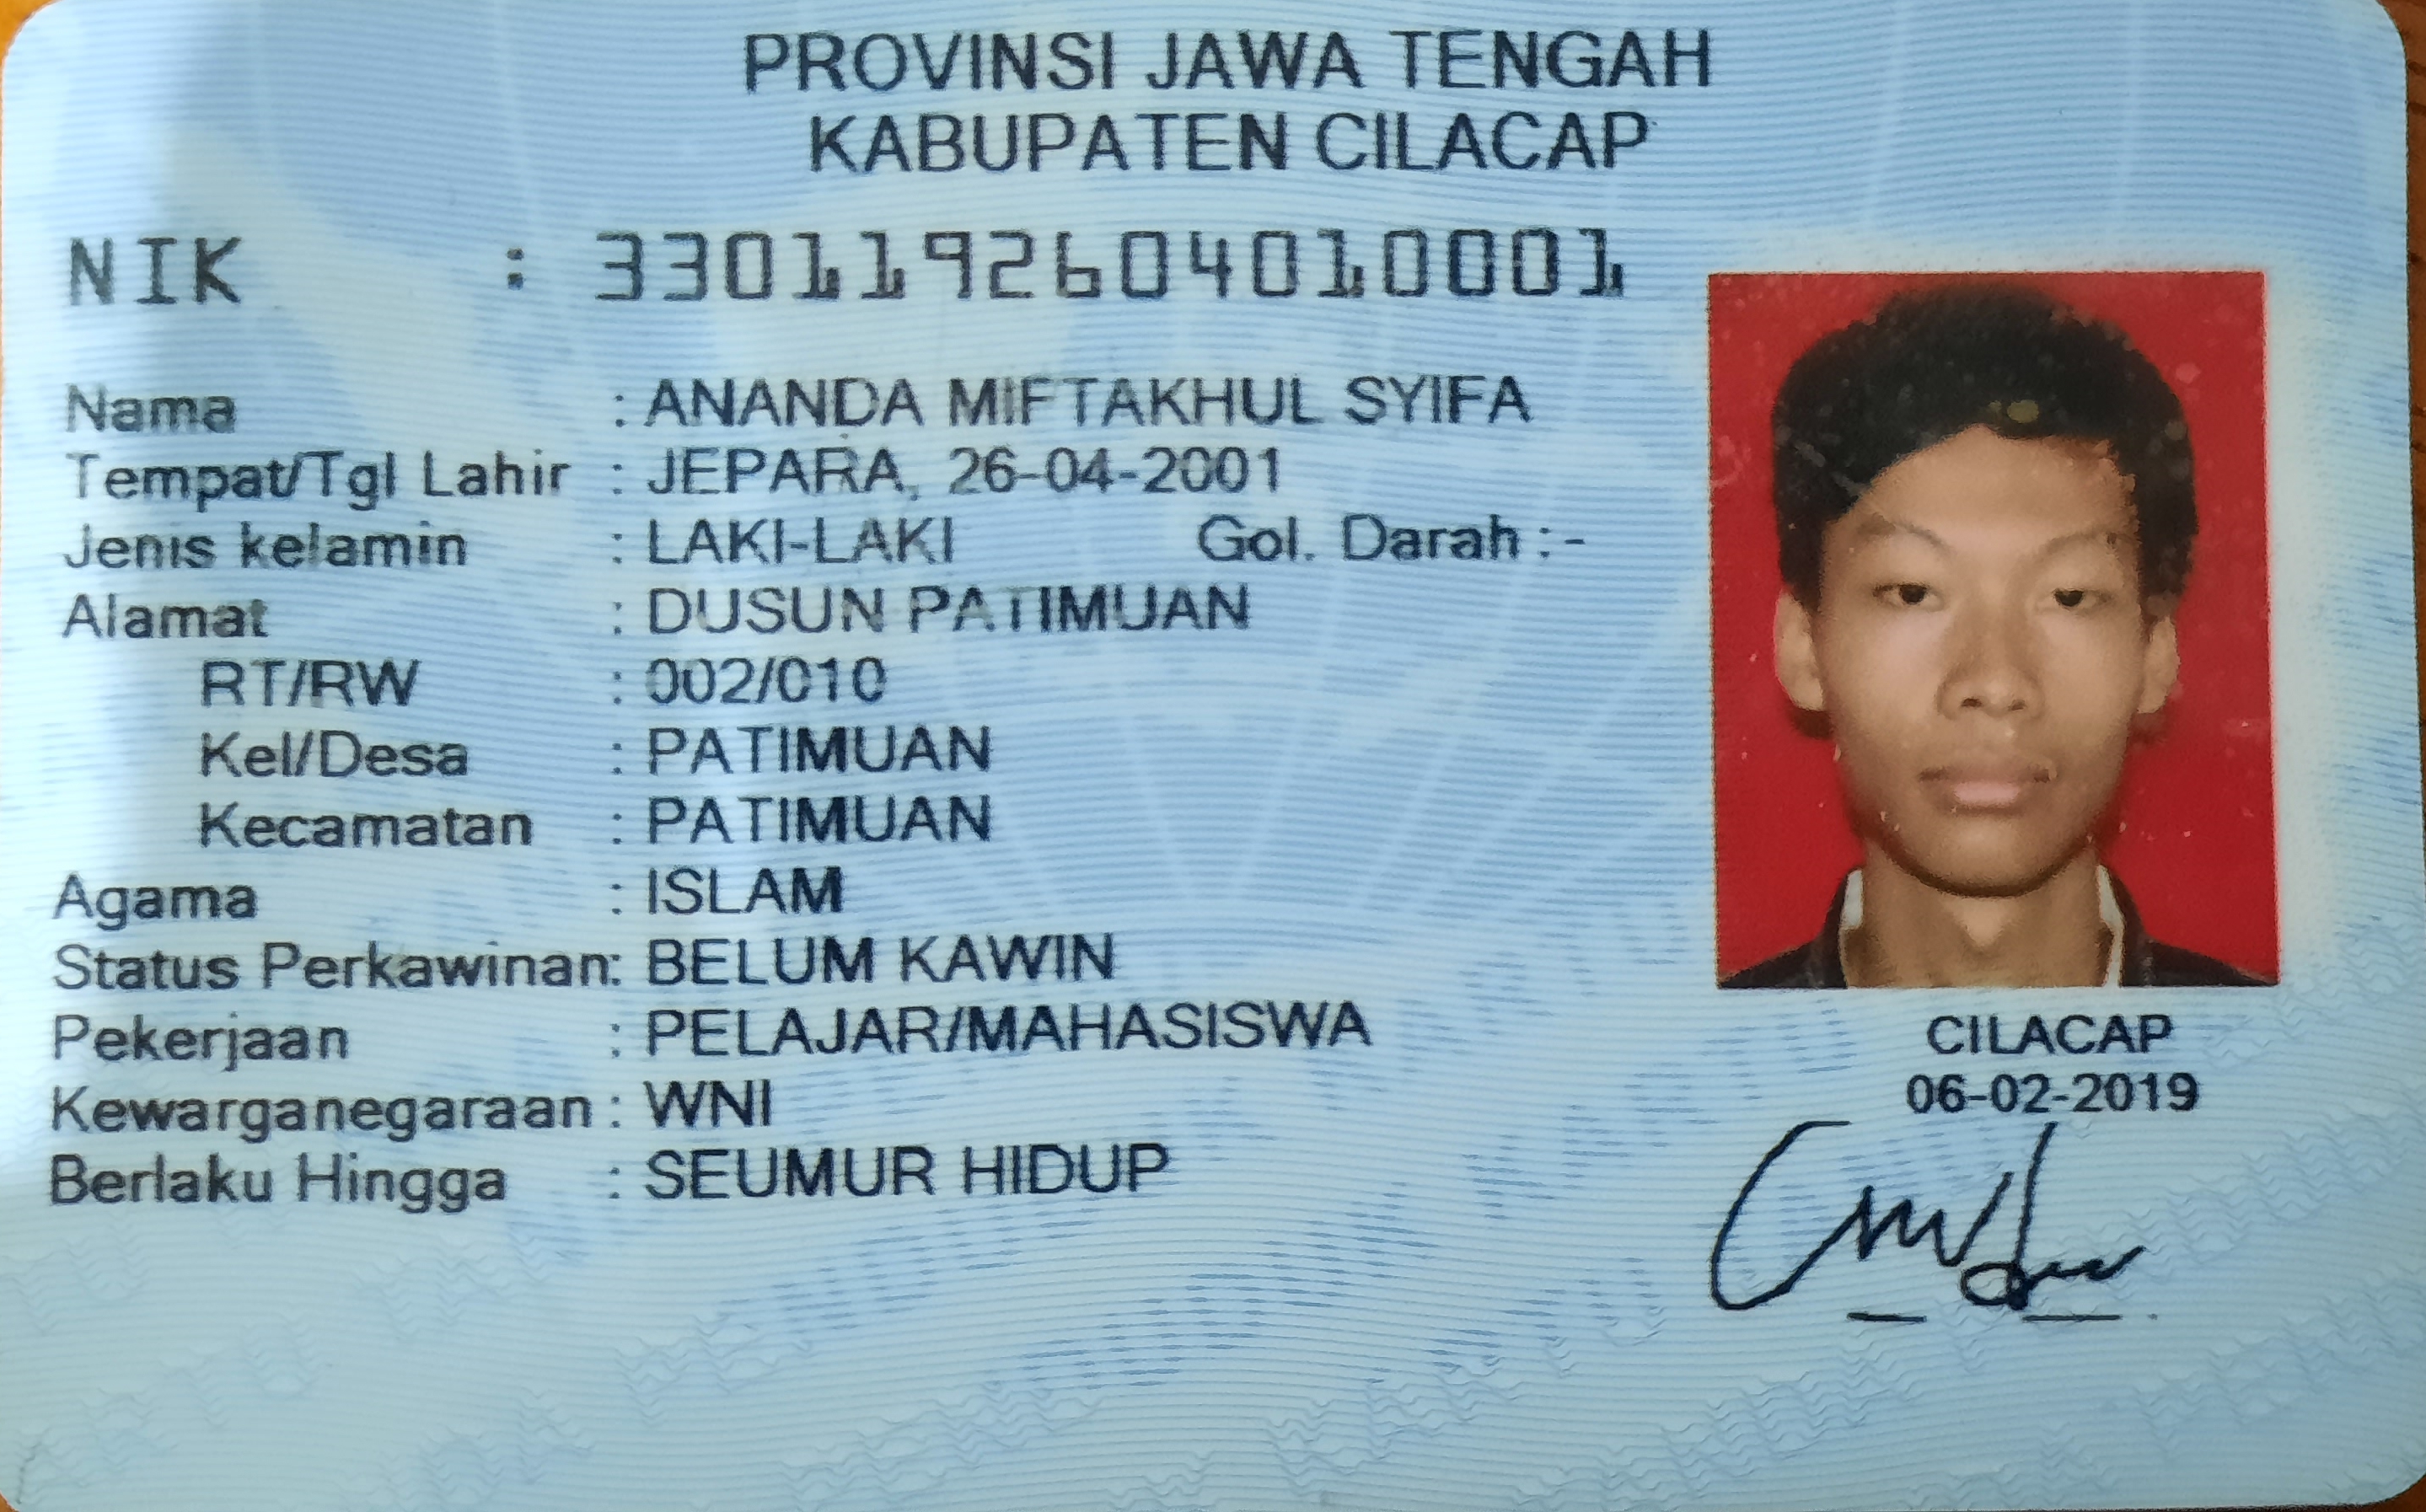 PROVINSI JAWA TENGAH
KABUPATEN CILACAP
NIK : 3301192604010001
Nama : ANANDA MIFTAKHUL SYIFA
Tempat/Tgl Lahir : JEPARA, 26-04-2001
Jenis kelamin : LAKI-LAKI Gol. Darah : -
Alamat : DUSUN PATIMUAN
RT/RW : 002/010
Kel/Desa : PATIMUAN
Kecamatan : PATIMUAN
Agama : ISLAM
Status Perkawinan: BELUM KAWIN
Pekerjaan : PELAJAR/MAHASISWA
Kewarganegaraan : WNI
Berlaku Hingga : SEUMUR HIDUP
CILACAP
06-02-2019